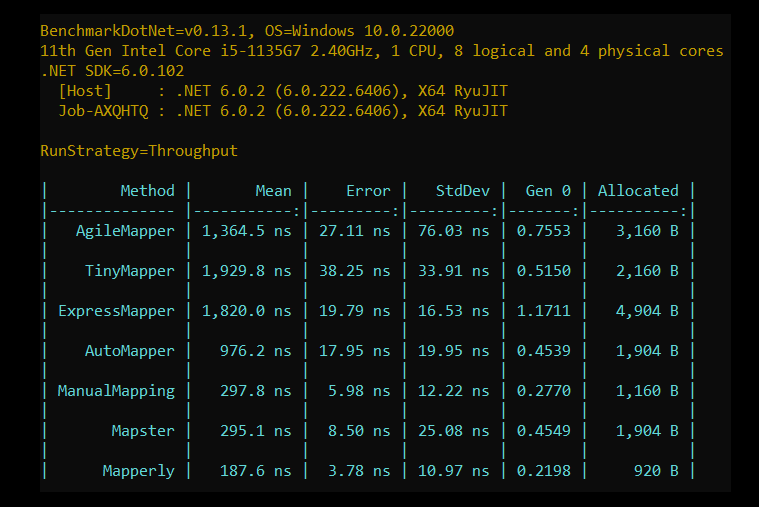 BenchmarkDotNet=v0.13.1, OS=Windows 10.0.22000
11th Gen Intel Core i5-1135G7 2.40GHz, 1 CPU, 8 logical and 4 physical cores
.NET SDK=6.0.102
  [Host]     : .NET 6.0.2 (6.0.222.6406), X64 RyuJIT
  Job-AXQHTQ : .NET 6.0.2 (6.0.222.6406), X64 RyuJIT
RunStrategy=Throughput
|        Method |       Mean |    Error |   StdDev |  Gen 0 | Allocated |
|-------------- |-----------:|---------:|---------:|-------:|----------:|
|   AgileMapper | 1,364.5 ns | 27.11 ns | 76.03 ns | 0.7553 |   3,160 B |
|               |            |          |          |        |           |
|    TinyMapper | 1,929.8 ns | 38.25 ns | 33.91 ns | 0.5150 |   2,160 B |
|               |            |          |          |        |           |
| ExpressMapper | 1,820.0 ns | 19.79 ns | 16.53 ns | 1.1711 |   4,904 B |
|               |            |          |          |        |           |
|    AutoMapper |   976.2 ns | 17.95 ns | 19.95 ns | 0.4539 |   1,904 B |
|               |            |          |          |        |           |
| ManualMapping |   297.8 ns |  5.98 ns | 12.22 ns | 0.2770 |   1,160 B |
|               |            |          |          |        |           |
|       Mapster |   295.1 ns |  8.50 ns | 25.08 ns | 0.4549 |   1,904 B |
|               |            |          |          |        |           |
|      Mapperly |   187.6 ns |  3.78 ns | 10.97 ns | 0.2198 |     920 B |